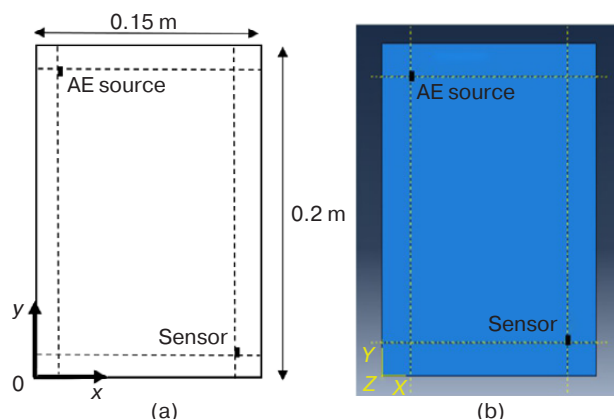 0.15 m
AE source
0.2 m
y
Sensor
0
x
(a)
AE source
Sensor
Y
Z
X
(b)